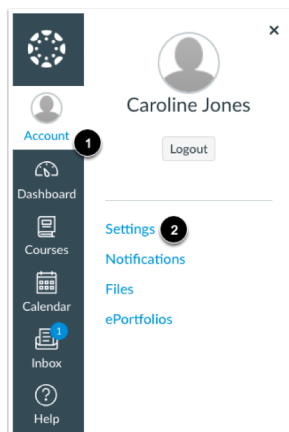 ×
Caroline Jones
Logout
Account
1
Dashboard
Courses
Calendar
1
Inbox
Help
Settings
2
Notifications
Files
ePortfolios